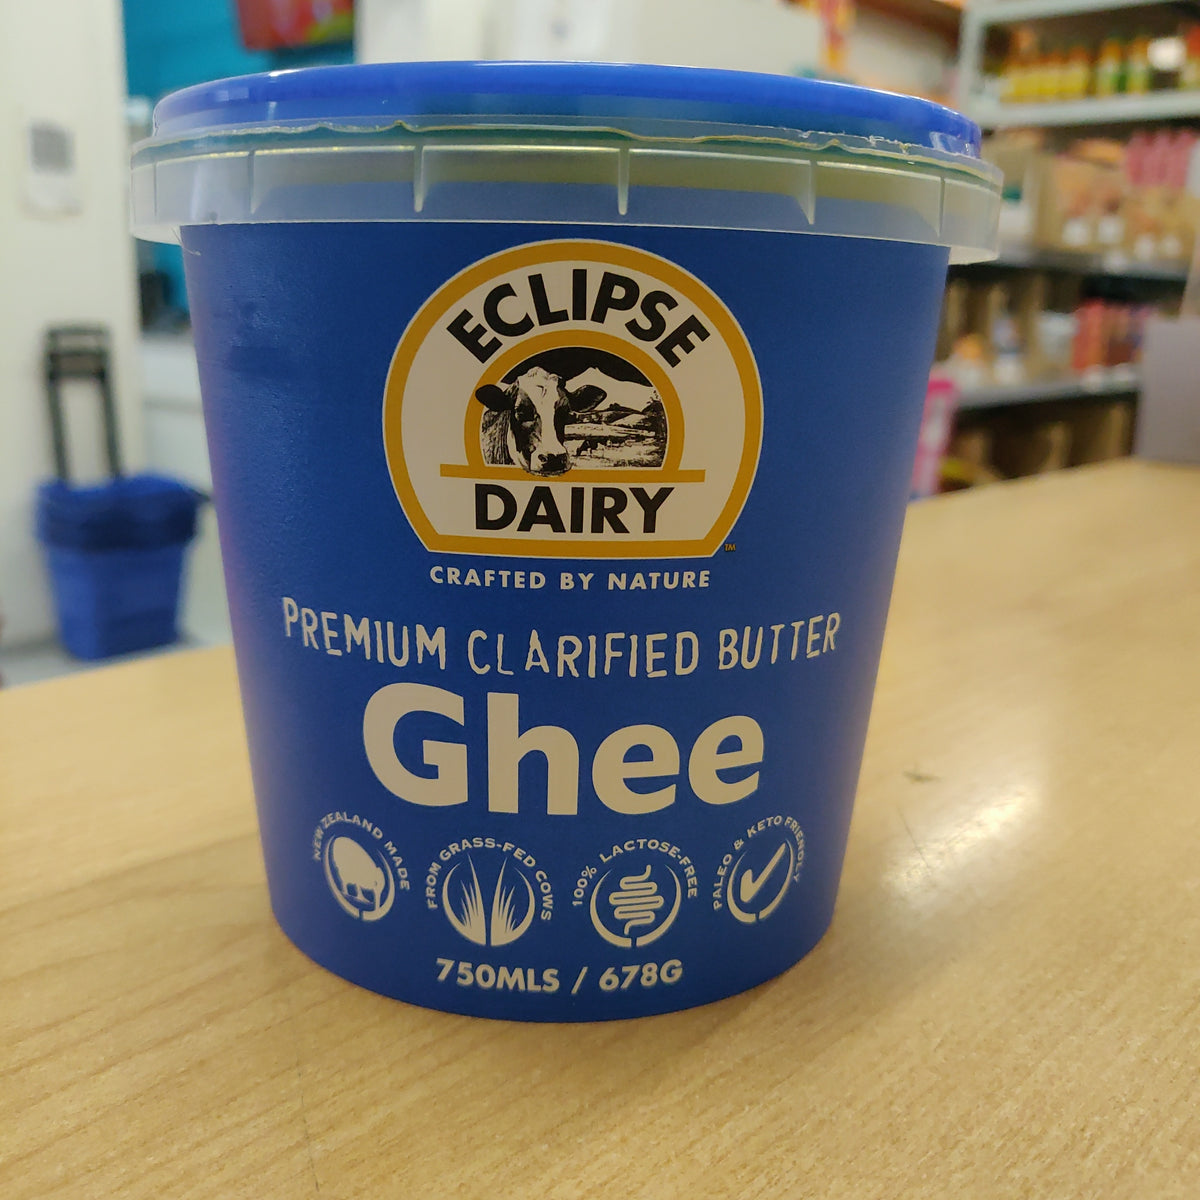 ECLIPSE
DAIRY
TM
CRAFTED BY NATURE
PREMIUM CLARIFIED BUTTER
Ghee
NEW ZEALAND MADE
FROM GRASS-FED COWS
100% LACTOSE-FREE
PALEO & KETO FRIENDLY
750MLS / 678G